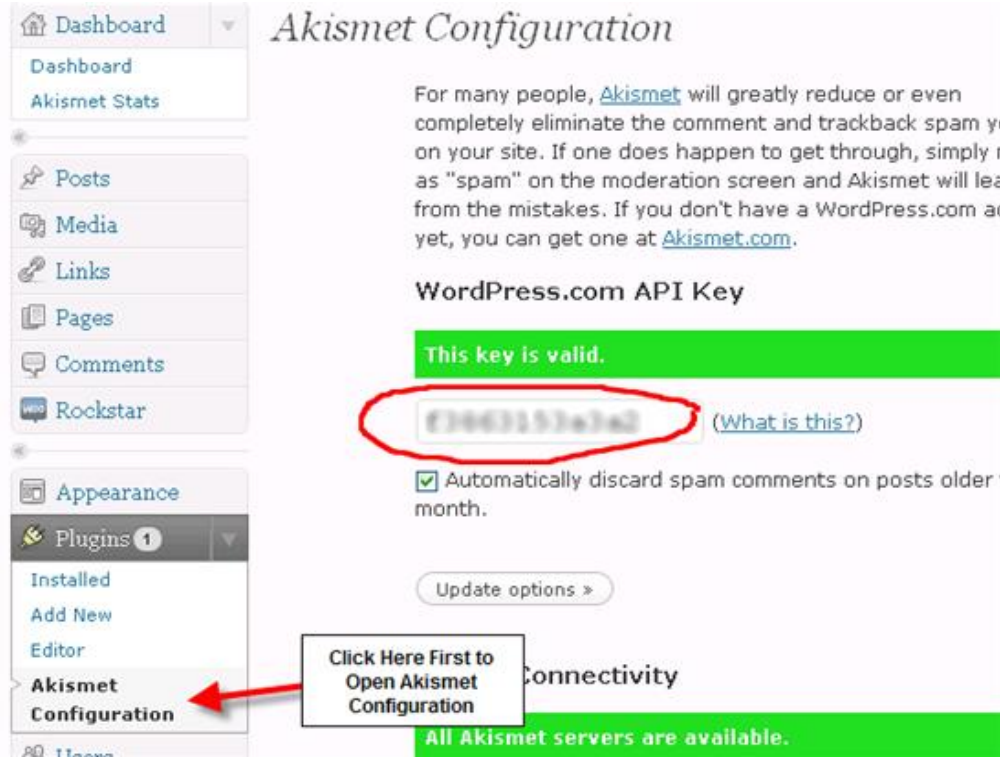 Dashboard
Dashboard
Akismet Stats
Posts
Media
Links
Pages
Comments
Rockstar
Appearance
Plugins 1
Installed
Add New
Editor
Akismet
Configuration
Users
Akismet Configuration
For many people, Akismet will greatly reduce or even
completely eliminate the comment and trackback spam
on your site. If one does happen to get through, simply
as "spam" on the moderation screen and Akismet will
from the mistakes. If you don't have a WordPress.com
yet, you can get one at Akismet.com.
WordPress.com API Key
This key is valid.
(What is this?)
Automatically discard spam comments on posts older
month.
Update options »
Click Here First to
Open Akismet
Configuration
Connectivity
All Akismet servers are available.